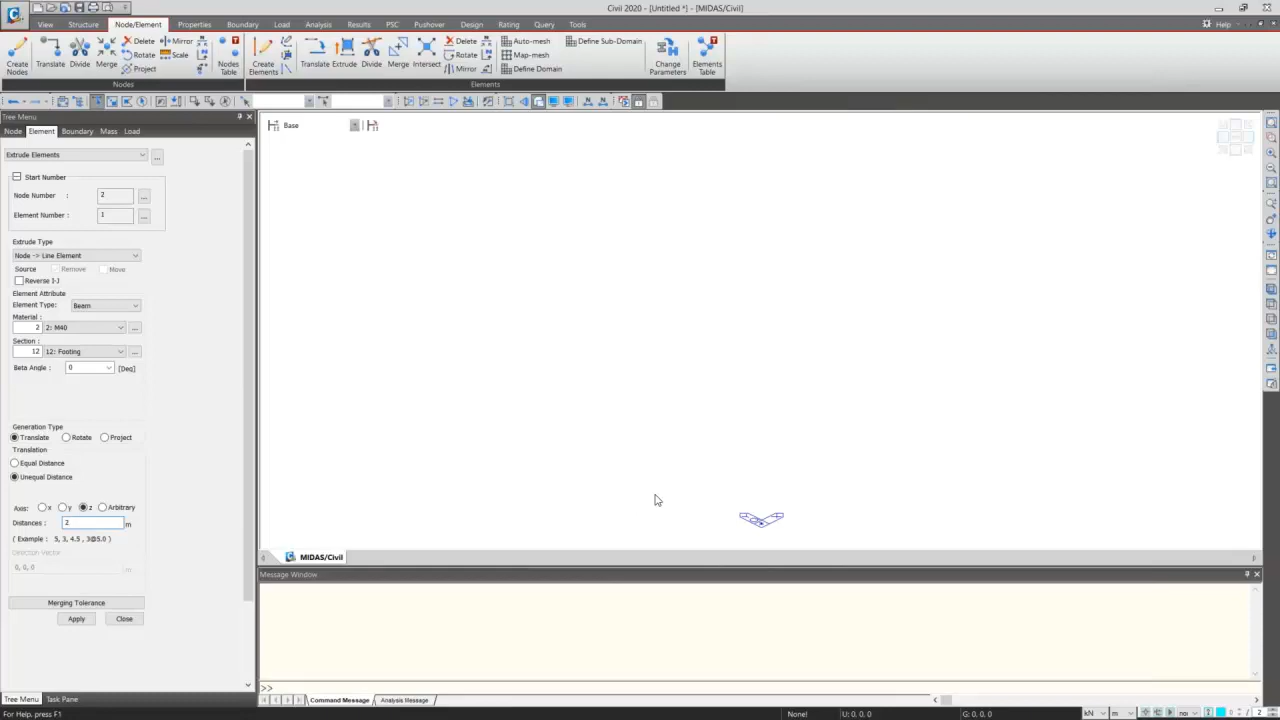 Civil 2020 - [Untitled *] - [MIDAS/Civil]
View Structure Node/Element Properties Boundary Load Analysis Results PSC Pushover Design Rating Query Tools Help
Create Nodes
Translate
Divide
Merge
Delete
Rotate
Project
Mirror
Scale
Nodes Table
Create Elements
Translate
Extrude
Divide
Merge
Intersect
Delete
Rotate
Mirror
Auto-mesh
Map-mesh
Define Domain
Define Sub-Domain
Change Parameters
Elements Table
Nodes
Elements
Tree Menu
Node Element Boundary Mass Load
Base
Extrude Elements
...
Start Number
Node Number : 2 ...
Element Number : 1 ...
Extrude Type
Node -> Line Element
Source Remove Move
Reverse I-J
Element Attribute
Element Type: Beam
Material :
2 2: M40 ...
Section :
12 12: Footing ...
Beta Angle : 0 [Deg]
Generation Type
Translate Rotate Project
Translation
Equal Distance
Unequal Distance
Axis: x y z Arbitrary
Distances : 2 m
( Example : 5, 3, 4.5 , 3@5.0 )
Direction Vector
0, 0, 0 m
Merging Tolerance
Apply Close
MIDAS/Civil
Message Window
>>
Tree Menu Task Pane
Command Message Analysis Message
For Help, press F1
None! U: 0, 0, 0 G: 0, 0, 0 kN m